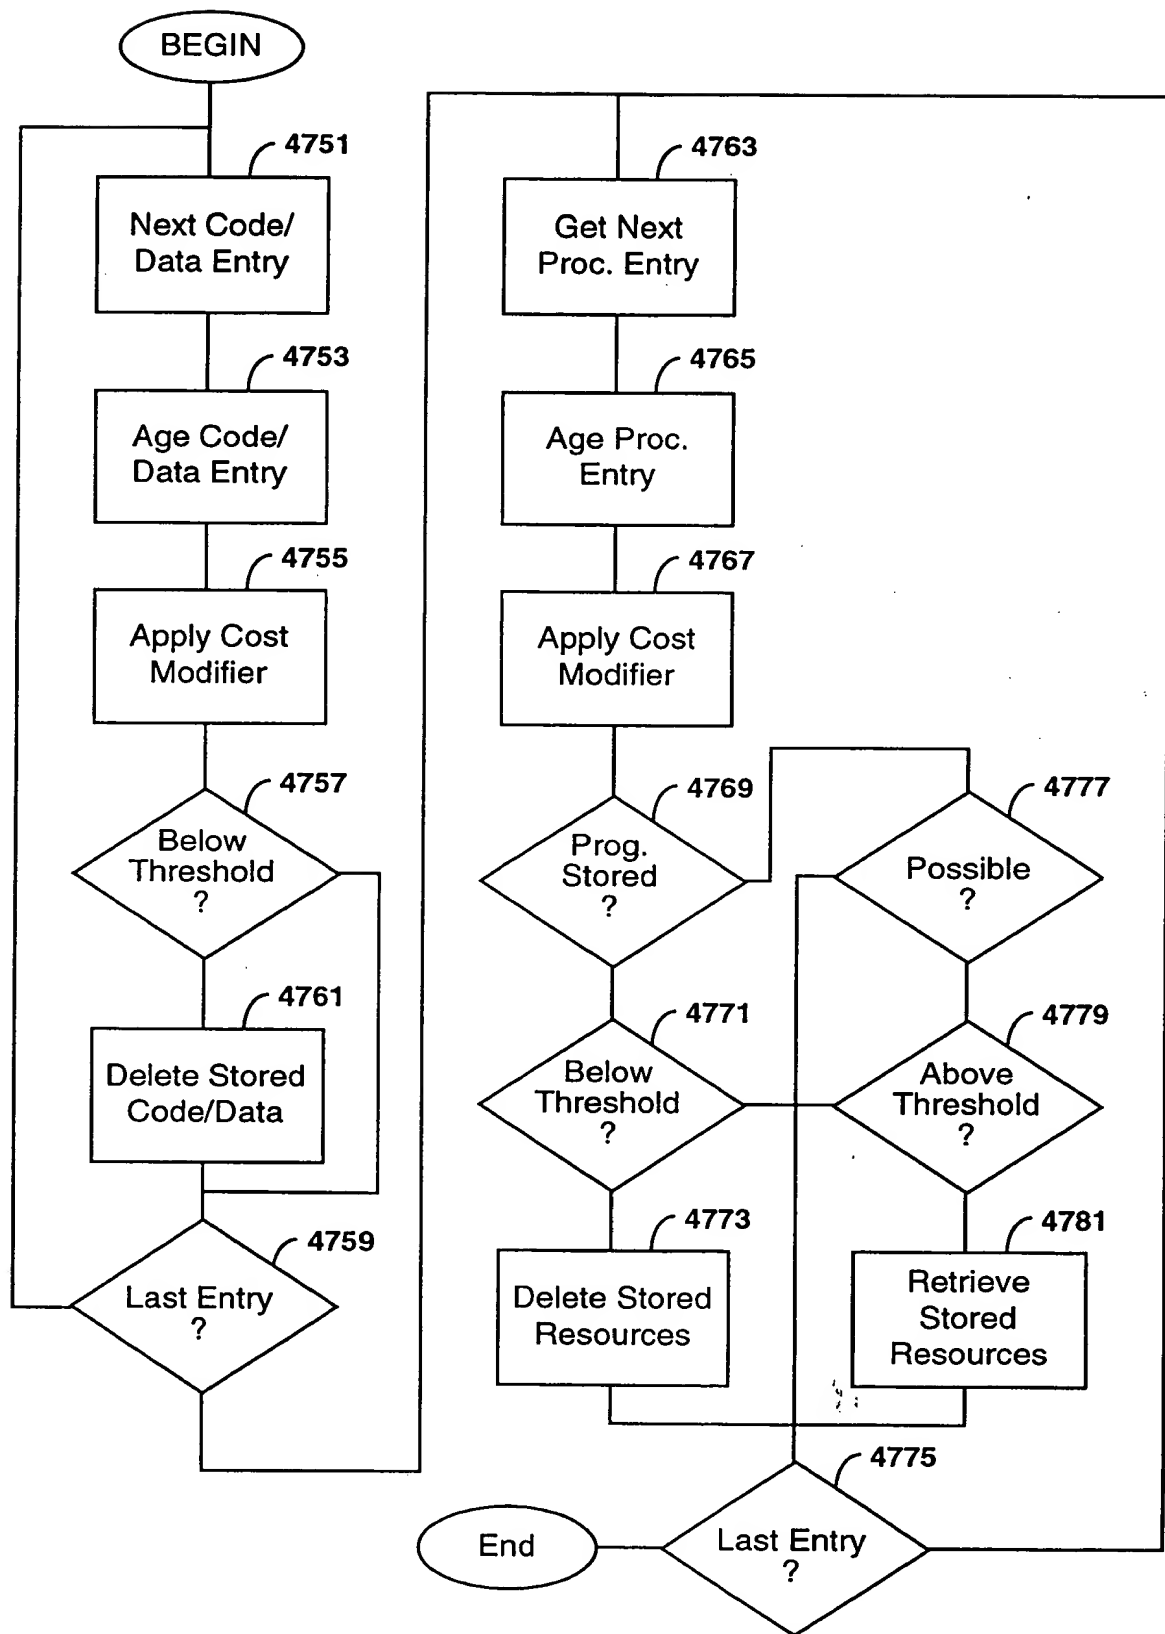 BEGIN
4751
Next Code/
Data Entry
4753
Age Code/
Data Entry
4755
Apply Cost
Modifier
4757
Below
Threshold
?
4761
Delete Stored
Code/Data
4759
Last Entry
?
4763
Get Next
Proc. Entry
4765
Age Proc.
Entry
4767
Apply Cost
Modifier
4769
Prog.
Stored
?
4777
Possible
?
4771
Below
Threshold
?
4779
Above
Threshold
?
4773
Delete Stored
Resources
4781
Retrieve
Stored
Resources
4775
Last Entry
?
End